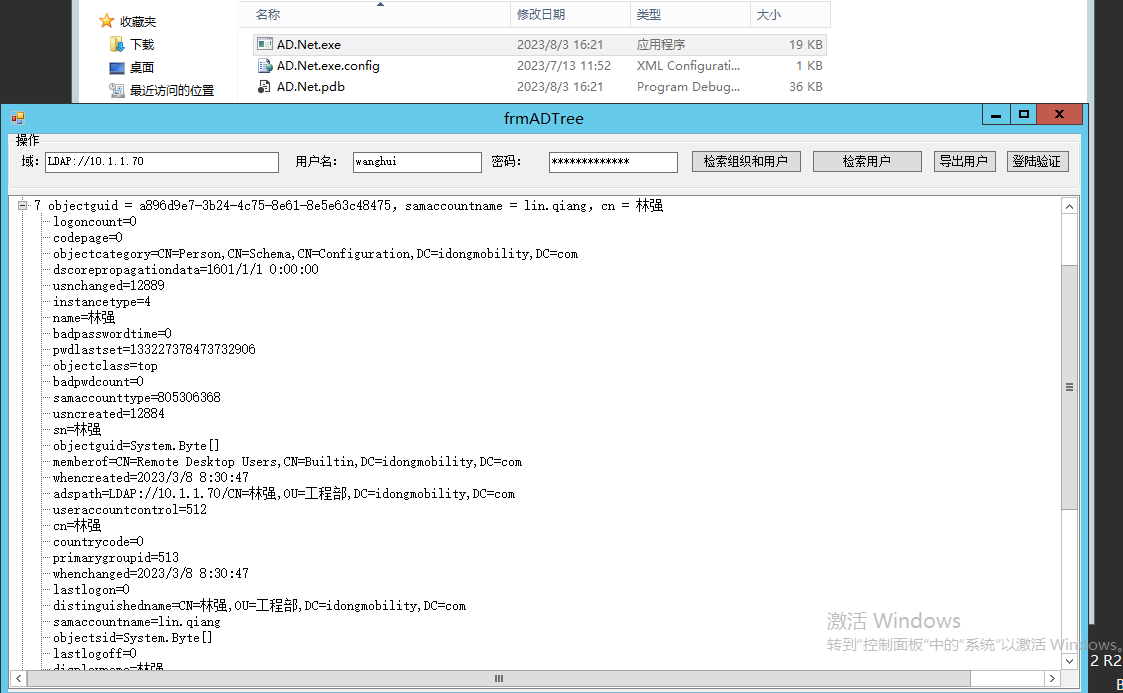 收藏夹
下载
桌面
最近访问的位置
名称 修改日期 类型 大小
AD.Net.exe 2023/8/3 16:21 应用程序 19 KB
AD.Net.exe.config 2023/7/13 11:52 XML Configurati... 1 KB
AD.Net.pdb 2023/8/3 16:21 Program Debug... 36 KB
frmADTree
操作
域: LDAP://10.1.1.70 用户名: wanghui 密码: ************* 检索组织和用户 检索用户 导出用户 登陆验证
7 objectguid = a896d9e7-3b24-4c75-8e61-8e5e63c48475, samaccountname = lin.qiang, cn = 林强
logoncount=0
codepage=0
objectcategory=CN=Person,CN=Schema,CN=Configuration,DC=idongmobility,DC=com
dscorepropagationdata=1601/1/1 0:00:00
usnchanged=12889
instancetype=4
name=林强
badpasswordtime=0
pwdlastset=133227378473732906
objectclass=top
badpwdcount=0
samaccounttype=805306368
usncreated=12884
sn=林强
objectguid=System.Byte[]
memberof=CN=Remote Desktop Users,CN=Builtin,DC=idongmobility,DC=com
whencreated=2023/3/8 8:30:47
adspath=LDAP://10.1.1.70/CN=林强,OU=工程部,DC=idongmobility,DC=com
useraccountcontrol=512
cn=林强
countrycode=0
primarygroupid=513
whenchanged=2023/3/8 8:30:47
lastlogon=0
distinguishedname=CN=林强,OU=工程部,DC=idongmobility,DC=com
samaccountname=lin.qiang
objectsid=System.Byte[]
lastlogoff=0
displayname=林强
激活 Windows
转到"控制面板"中的"系统"以激活 Windows。
2 R2